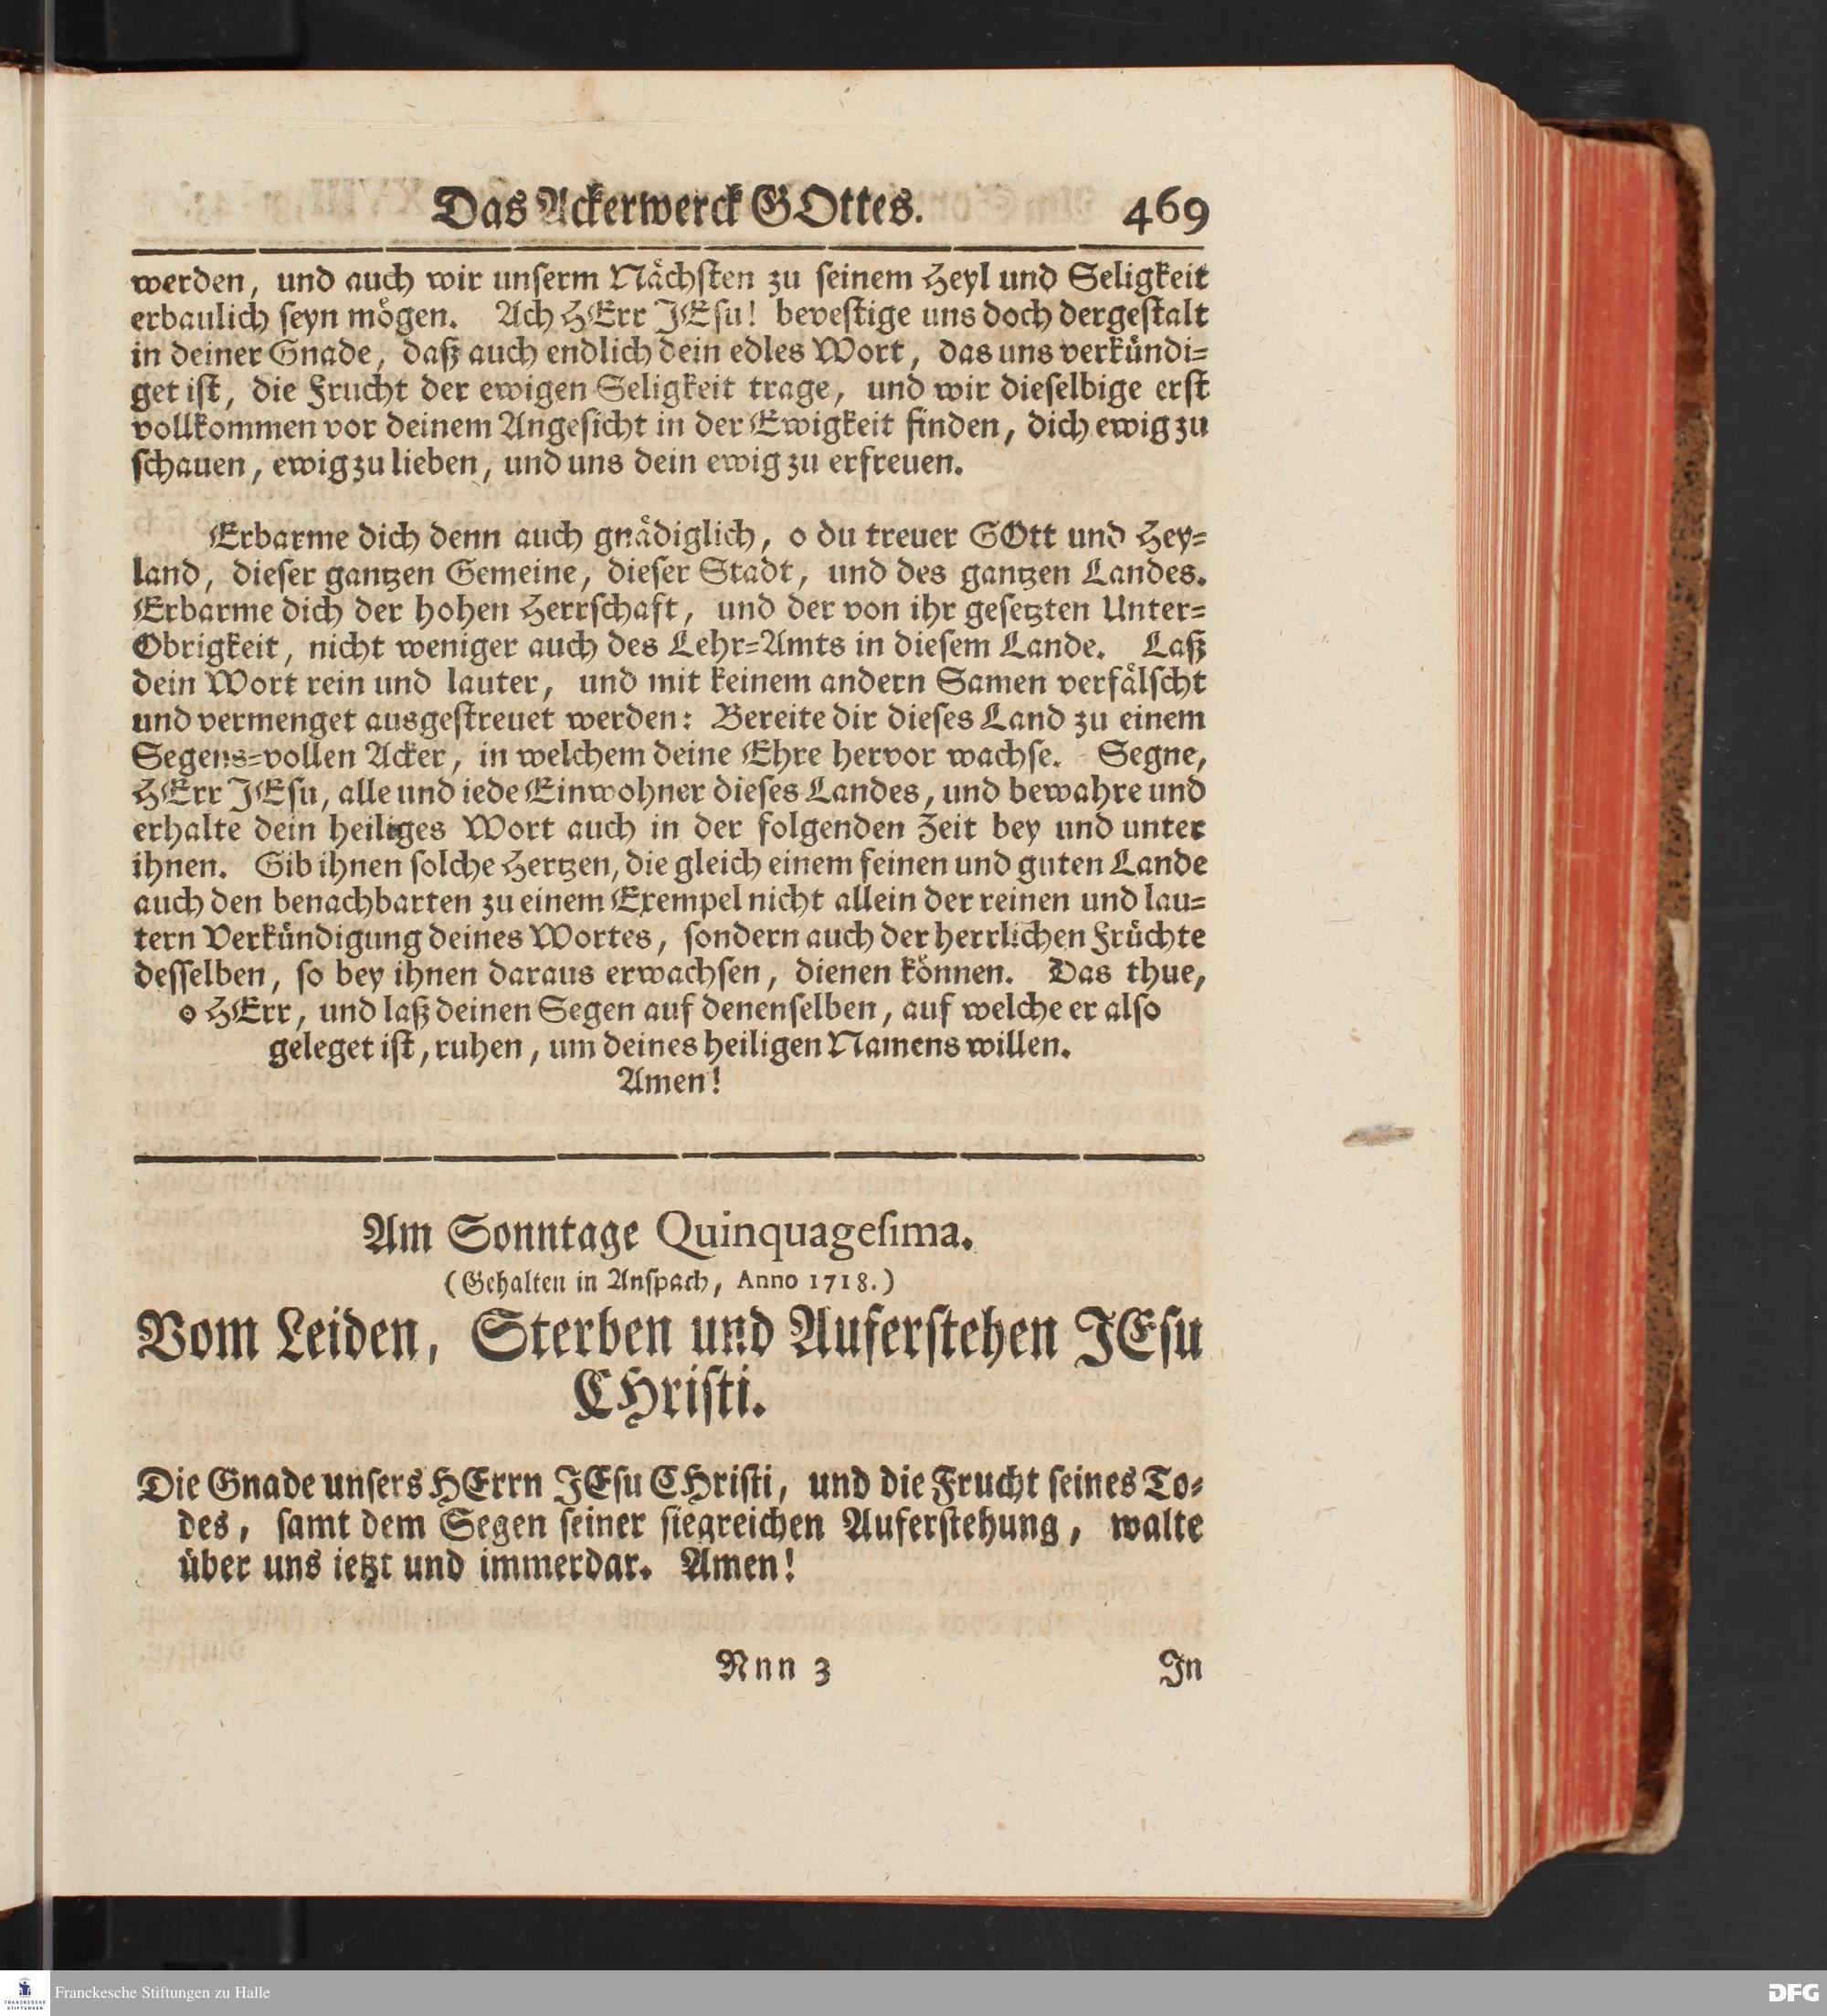 Das Ackerwerck GOttes. 469
werden, und auch wir unserm Nächsten zu seinem Heyl und Seligkeit
erbaulich seyn mögen. Ach HErr JEsu! bevestige uns doch dergestalt
in deiner Gnade, daß auch endlich dein edles Wort, das uns verkündi=
get ist, die Frucht der ewigen Seligkeit trage, und wir dieselbige erst
vollkommen vor deinem Angesicht in der Ewigkeit finden, dich ewig zu
schauen, ewig zu lieben, und uns dein ewig zu erfreuen.
Erbarme dich denn auch gnädiglich, o du treuer GOtt und Hey=
land, dieser gantzen Gemeine, dieser Stadt, und des gantzen Landes.
Erbarme dich der hohen Herrschaft, und der von ihr gesetzten Unter=
Obrigkeit, nicht weniger auch des Lehr=Amts in diesem Lande. Laß
dein Wort rein und lauter, und mit keinem andern Samen verfälscht
und vermenget ausgestreuet werden: Bereite dir dieses Land zu einem
Segens=vollen Acker, in welchem deine Ehre hervor wachse. Segne,
HErr JEsu, alle und iede Einwohner dieses Landes, und bewahre und
erhalte dein heiliges Wort auch in der folgenden Zeit bey und unter
ihnen. Gib ihnen solche Hertzen, die gleich einem feinen und guten Lande
auch den benachbarten zu einem Exempel nicht allein der reinen und lau=
tern Verkündigung deines Wortes, sondern auch der herrlichen Früchte
desselben, so bey ihnen daraus erwachsen, dienen können. Das thue,
o HErr, und laß deinen Segen auf denenselben, auf welche er also
geleget ist, ruhen, um deines heiligen Namens willen.
Amen!
Am Sonntage Quinquagesima.
(Gehalten in Anspach, Anno 1718.)
Vom Leiden, Sterben und Auferstehen JEsu
CHristi.
Die Gnade unsers HErrn JEsu CHristi, und die Frucht seines To=
des, samt dem Segen seiner siegreichen Auferstehung, walte
über uns ietzt und immerdar. Amen!
Nnn 3 In
Franckesche Stiftungen zu Halle
FRANCKESCHE
STIFTUNGEN
DFG